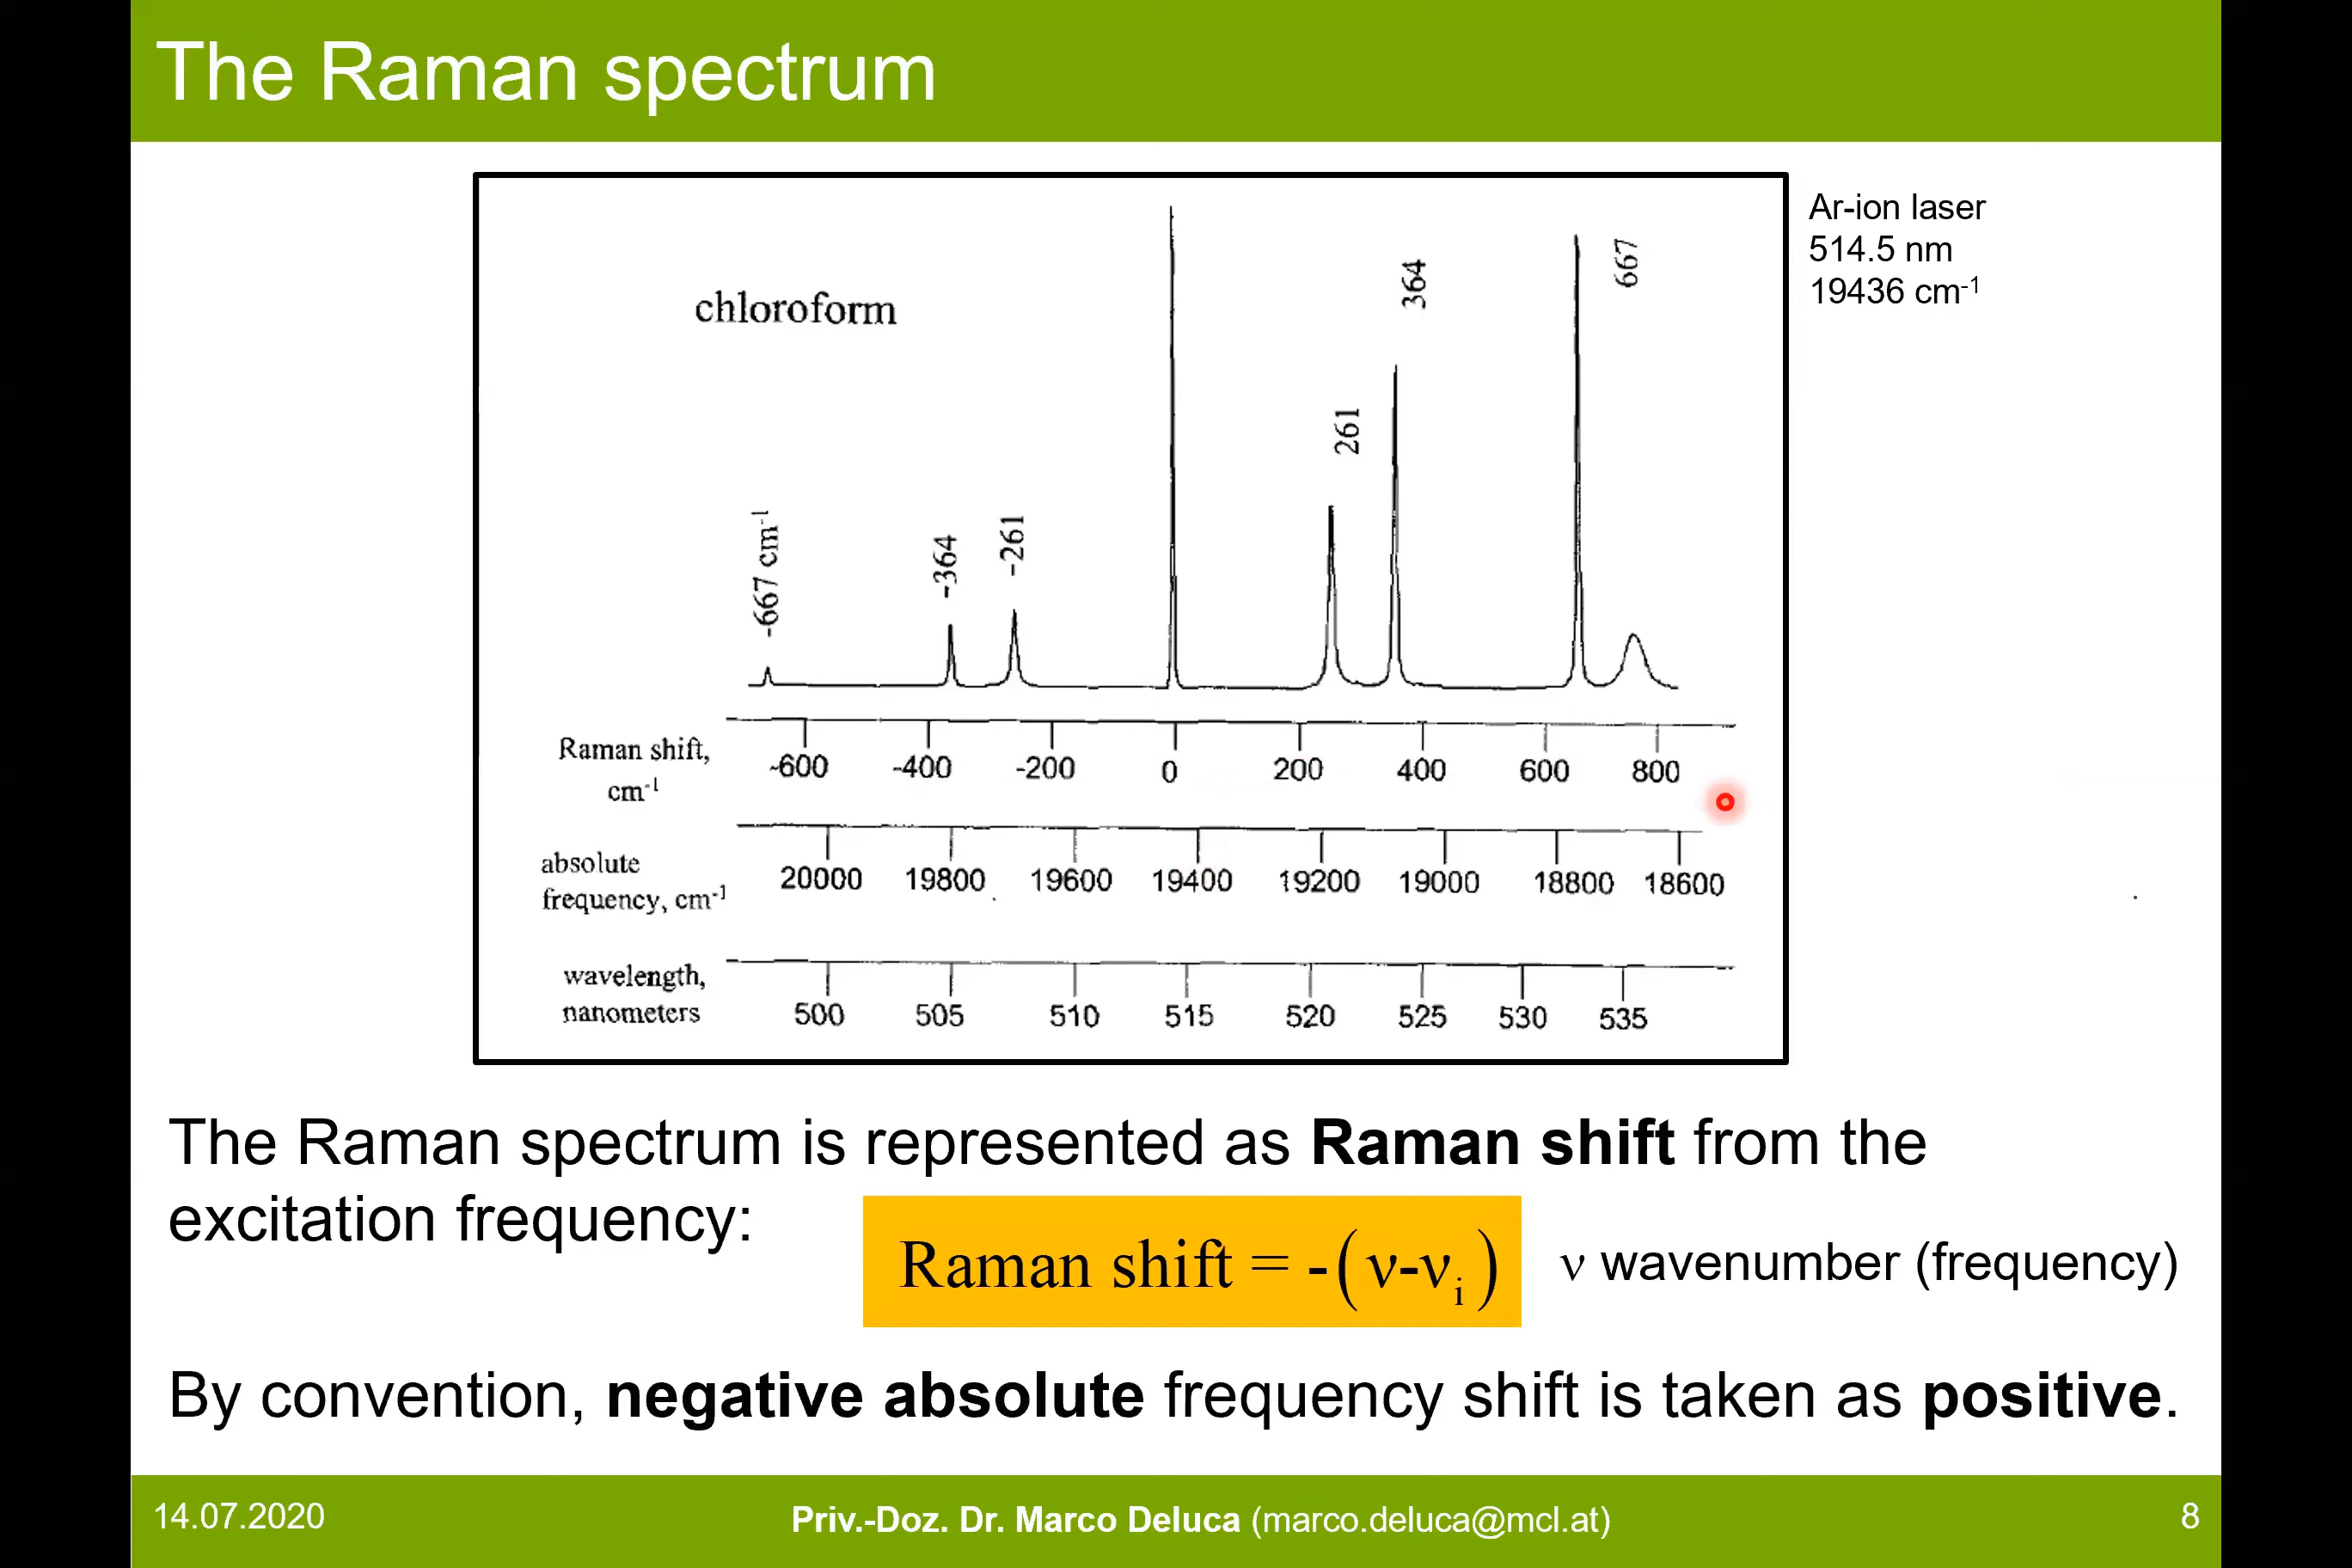 The Raman spectrum
Ar-ion laser
514.5 nm
19436 cm-1
chloroform
-667 cm-1
-364
-261
261
364
667
Raman shift,
cm-1
-600 -400 -200 0 200 400 600 800
absolute
frequency, cm-1
20000 19800 19600 19400 19200 19000 18800 18600
wavelength,
nanometers
500 505 510 515 520 525 530 535
The Raman spectrum is represented as Raman shift from the
excitation frequency:
Raman shift = -(ν-νi)
ν wavenumber (frequency)
By convention, negative absolute frequency shift is taken as positive.
14.07.2020
Priv.-Doz. Dr. Marco Deluca (marco.deluca@mcl.at)
8